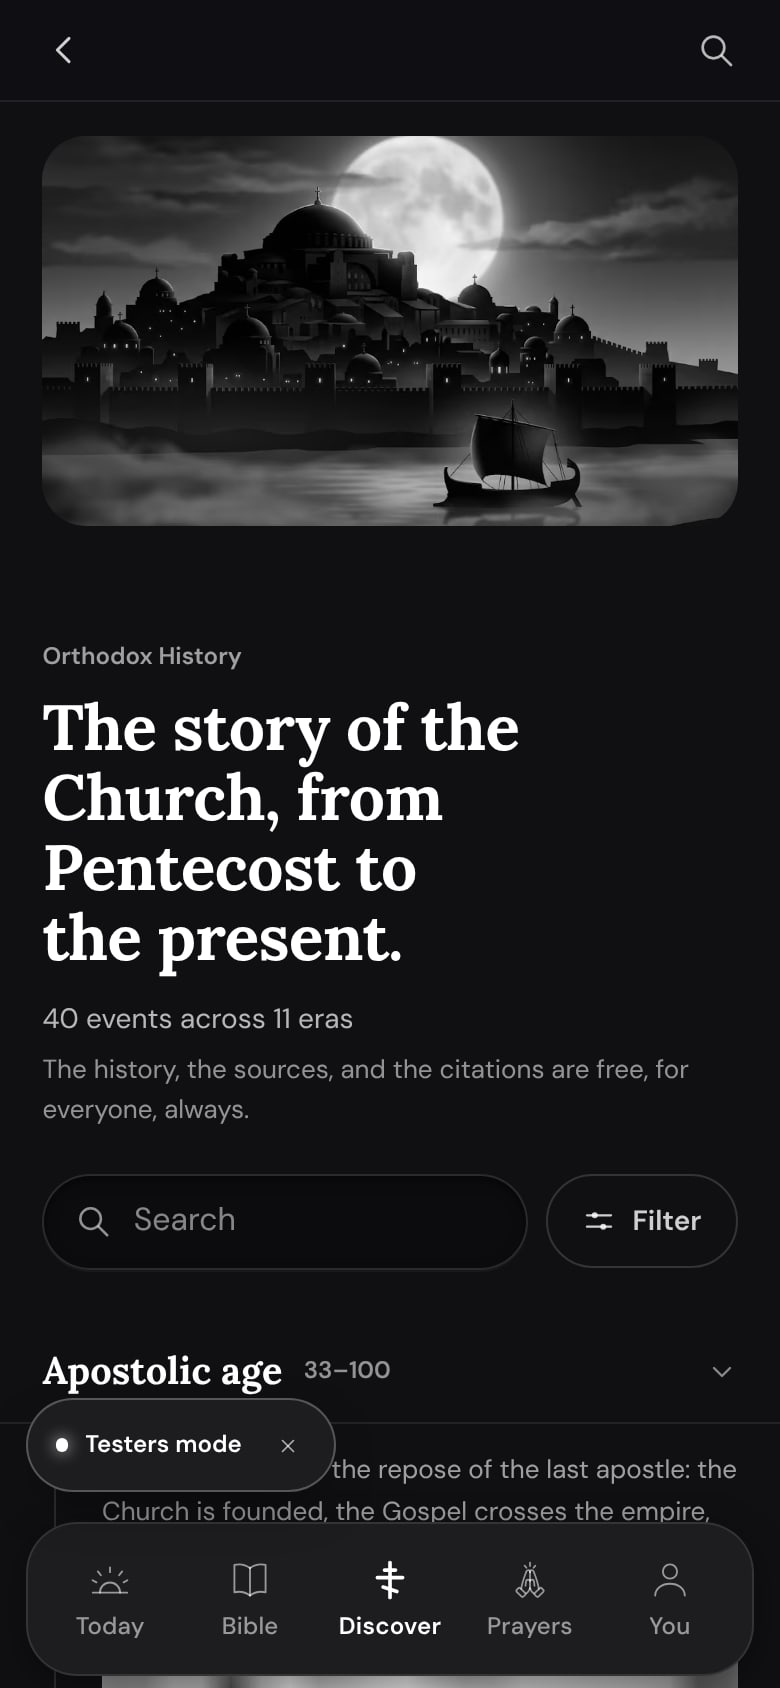 Orthodox History
The story of the
Church, from
Pentecost to
the present.
40 events across 11 eras
The history, the sources, and the citations are free, for
everyone, always.
Search
Filter
Apostolic age 33–100
Testers mode
the repose of the last apostle: the
Church is founded, the Gospel crosses the empire,
Today
Bible
Discover
Prayers
You